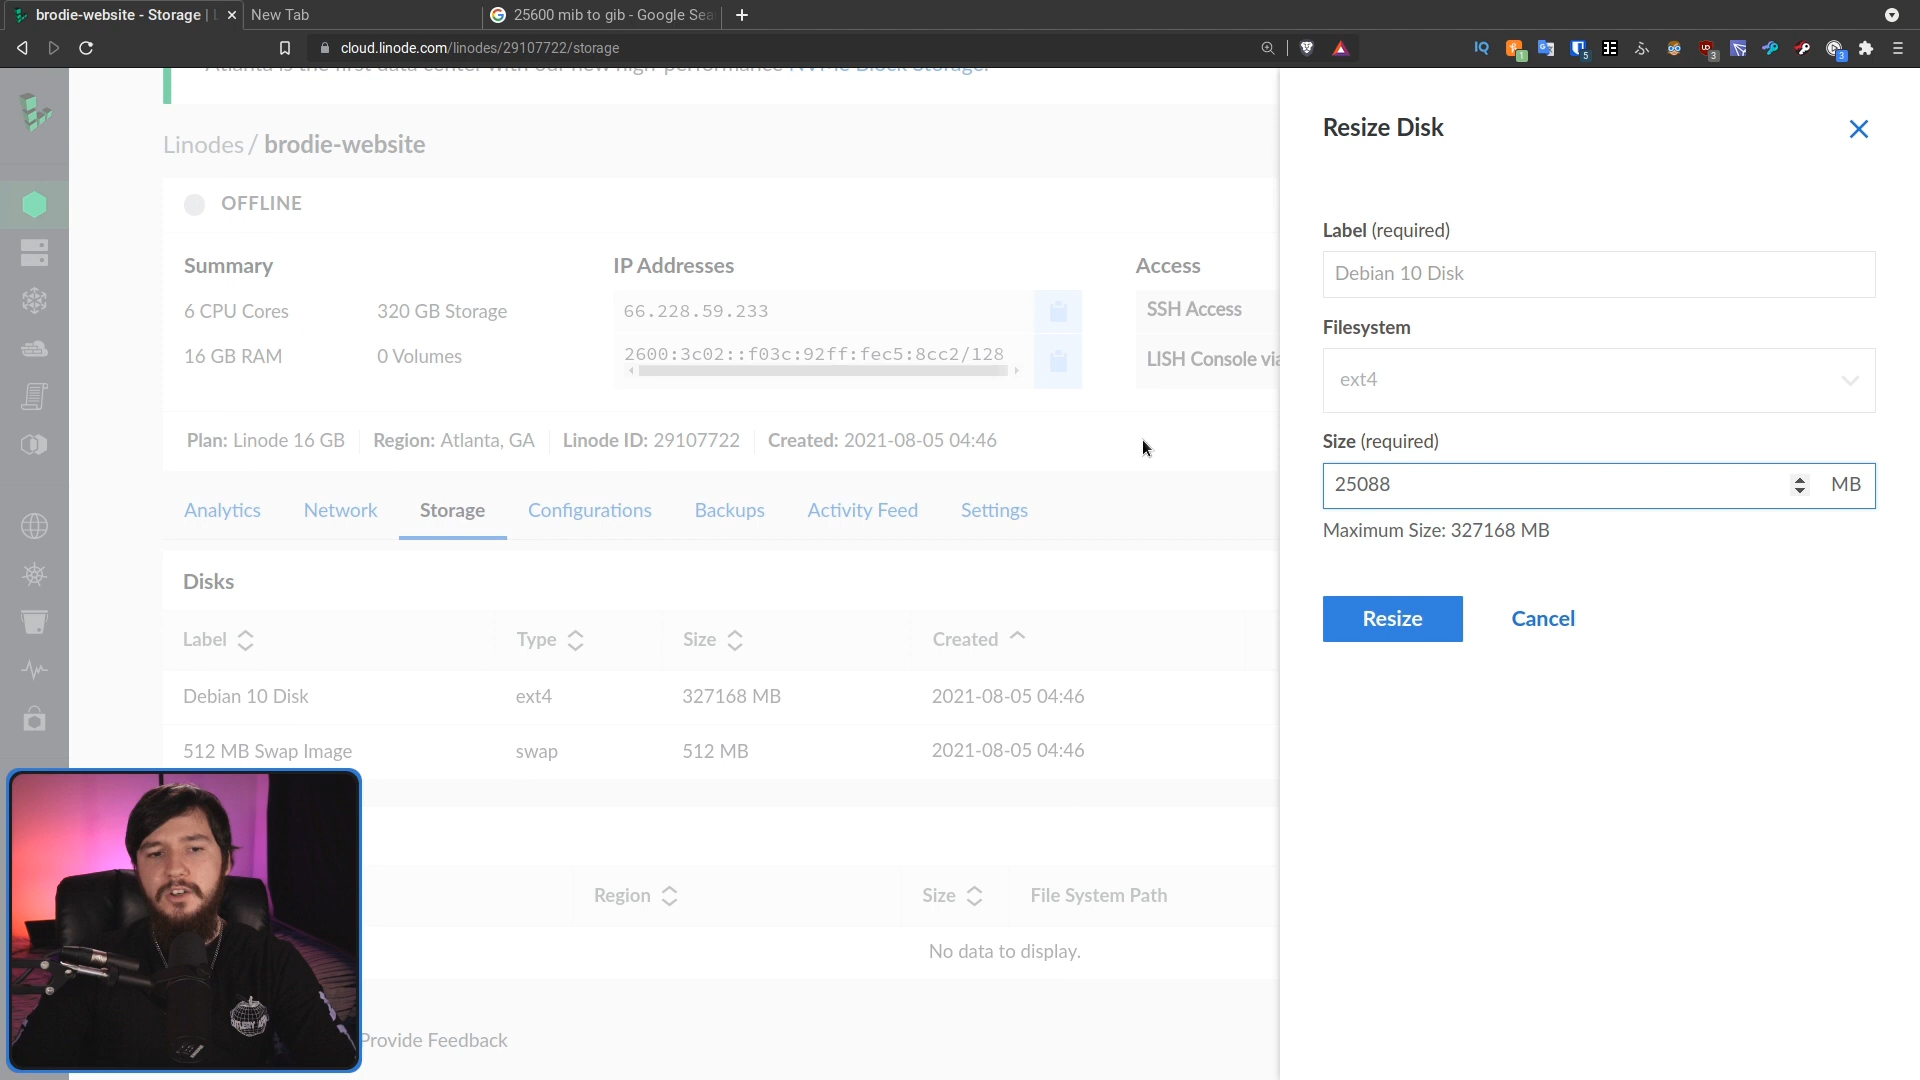 brodie-website - Storage |
New Tab
25600 mib to gib - Google Sea
cloud.linode.com/linodes/29107722/storage
IQ
Atlanta is the first data center with our new high-performance NVMe Block Storage.
Linodes / brodie-website
OFFLINE
Summary
6 CPU Cores
320 GB Storage
16 GB RAM
0 Volumes
IP Addresses
66.228.59.233
2600:3c02::f03c:92ff:fec5:8cc2/128
Access
SSH Access
LISH Console via
Plan: Linode 16 GB
Region: Atlanta, GA
Linode ID: 29107722
Created: 2021-08-05 04:46
Analytics
Network
Storage
Configurations
Backups
Activity Feed
Settings
Disks
Label
Type
Size
Created
Debian 10 Disk
ext4
327168 MB
2021-08-05 04:46
512 MB Swap Image
swap
512 MB
2021-08-05 04:46
Region
Size
File System Path
No data to display.
Provide Feedback
Resize Disk
Label (required)
Debian 10 Disk
Filesystem
ext4
Size (required)
25088
MB
Maximum Size: 327168 MB
Resize
Cancel